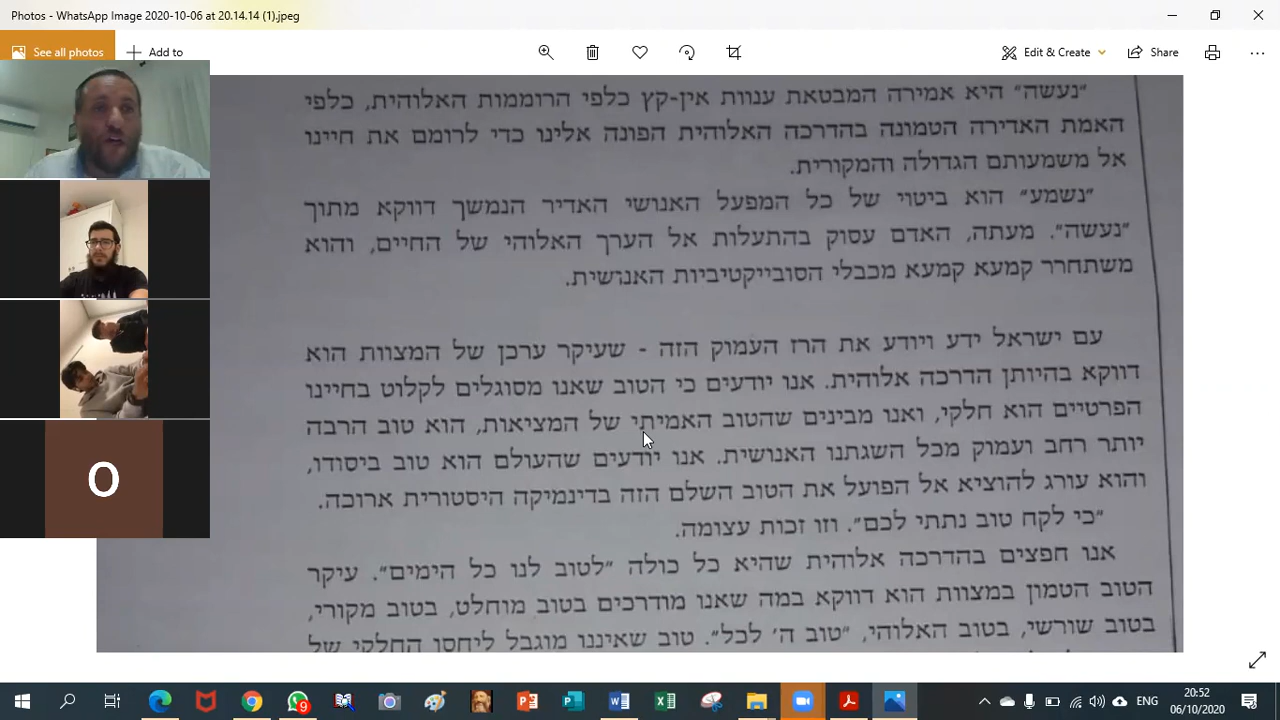 Photos - WhatsApp Image 2020-10-06 at 20.14.14 (1).jpeg
See all photos
Add to
Edit & Create
Share
"נעשה" היא אמירה המבטאת ענוות אין-קץ כלפי הרוממות האלוהית, כלפי
האמת האדירה הטמונה בהדרכה האלוהית הפונה אלינו כדי לרומם את חיינו
אל משמעותם הגדולה והמקורית.
"נשמע" הוא ביטוי של כל המפעל האנושי האדיר הנמשך דווקא מתוך
"נעשה". מעתה, האדם עסוק בהתעלות אל הערך האלוהי של החיים, והוא
משתחרר קמעא קמעא מכבלי הסובייקטיביות האנושית.
עם ישראל ידע ויודע את הרז העמוק הזה - שעיקר ערכן של המצוות הוא
דווקא בהיותן הדרכה אלוהית. אנו יודעים כי הטוב שאנו מסוגלים לקלוט בחיינו
הפרטיים הוא חלקי, ואנו מבינים שהטוב האמיתי של המציאות, הוא טוב הרבה
יותר רחב ועמוק מכל השגתנו האנושית. אנו יודעים שהעולם הוא טוב ביסודו,
והוא עורג להוציא אל הפועל את הטוב השלם הזה בדינמיקה היסטורית ארוכה.
"כי לקח טוב נתתי לכם". וזו זכות עצומה.
אנו חפצים בהדרכה אלוהית שהיא כל כולה "לטוב לנו כל הימים". עיקר
הטוב הטמון במצוות הוא דווקא במה שאנו מודרכים בטוב מוחלט, בטוב מקורי,
בטוב שורשי, בטוב האלוהי, "טוב ה' לכל". טוב שאיננו מוגבל ליחסו החלקי של
O
9
ENG
20:52
06/10/2020